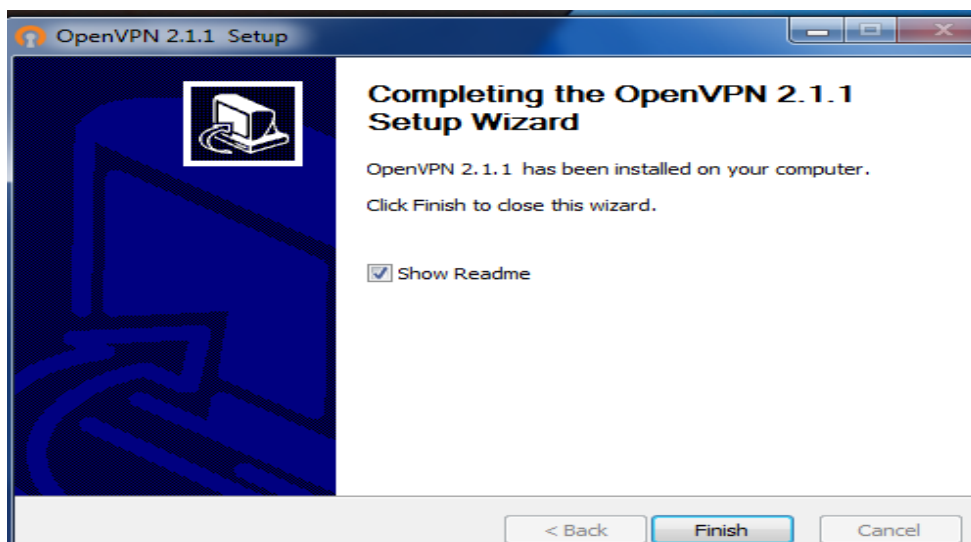 OpenVPN 2.1.1 Setup
Completing the OpenVPN 2.1.1
Setup Wizard
OpenVPN 2.1.1 has been installed on your computer.
Click Finish to close this wizard.
Show Readme
< Back Finish Cancel